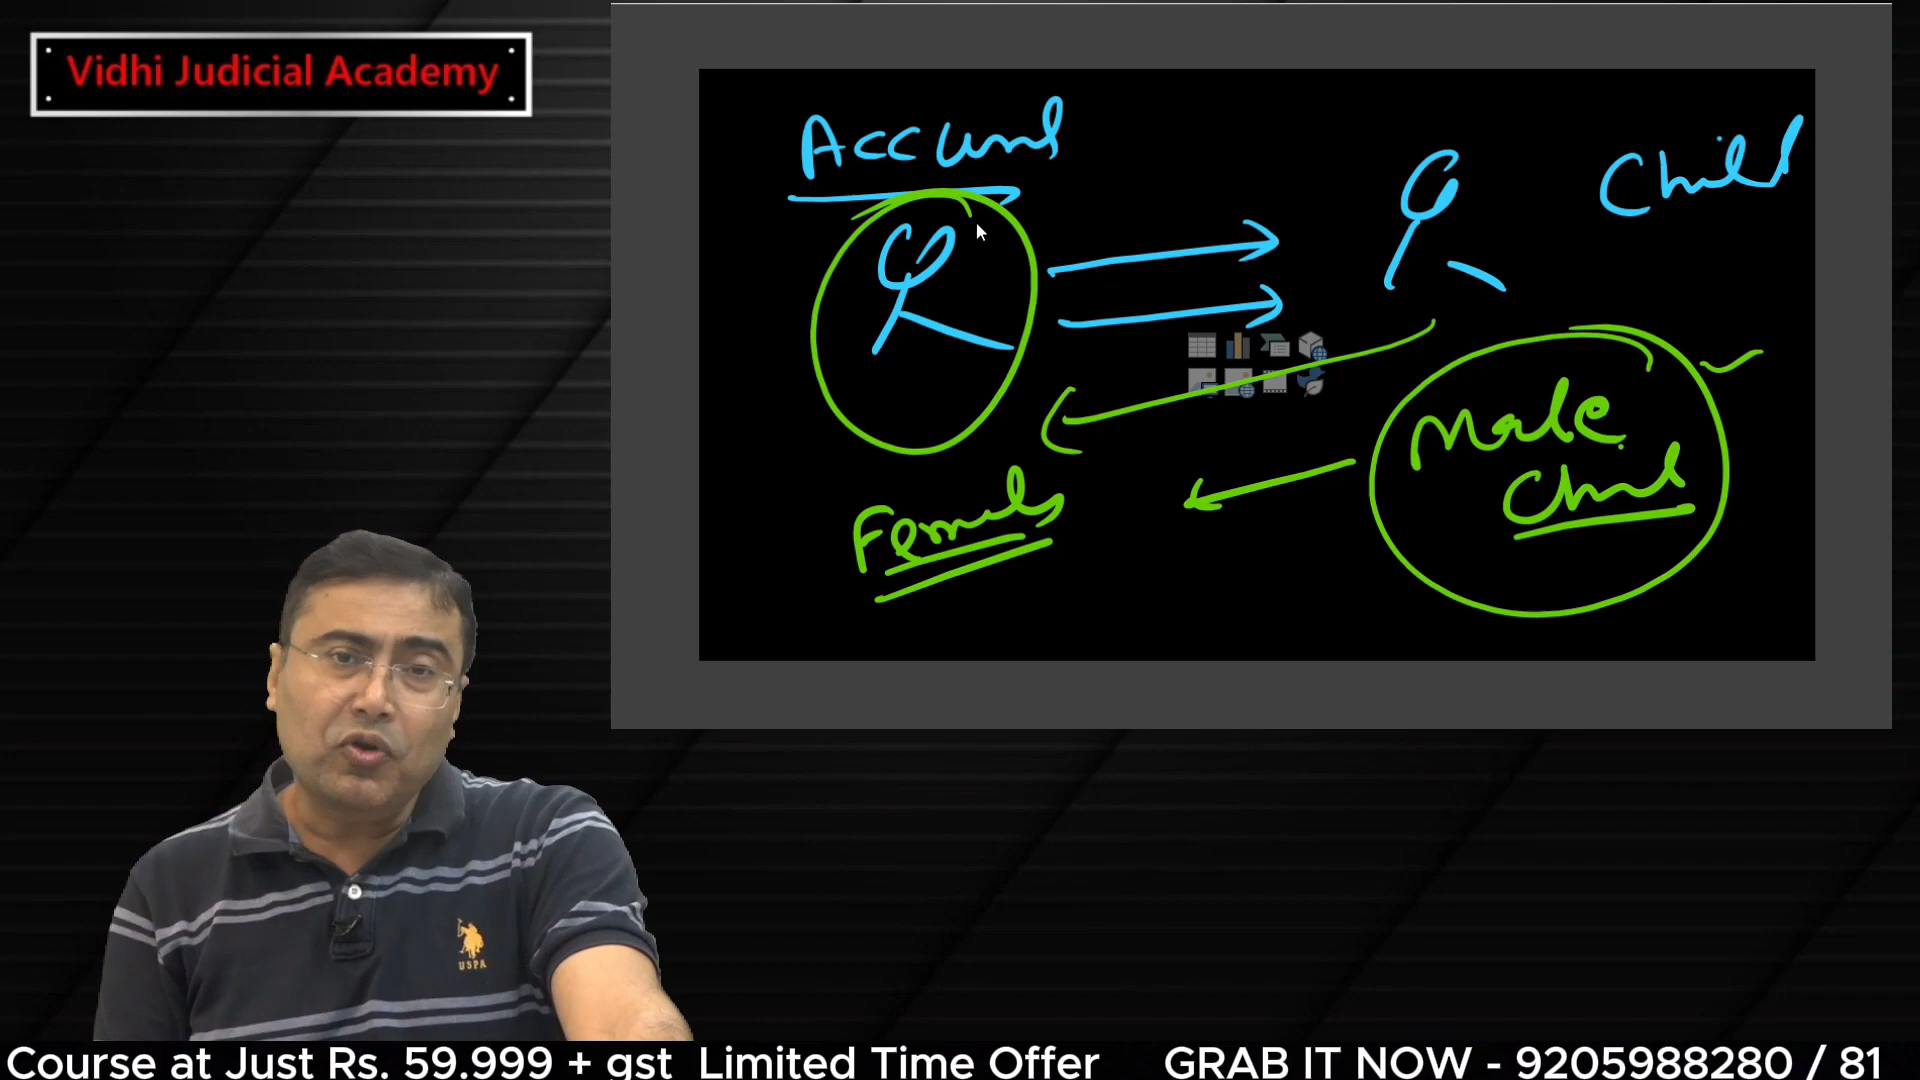 Vidhi Judicial Academy
Accused
Child
Male
Child
Female
USPA
Course at Just Rs. 59.999 + gst Limited Time Offer GRAB IT NOW - 9205988280 / 81